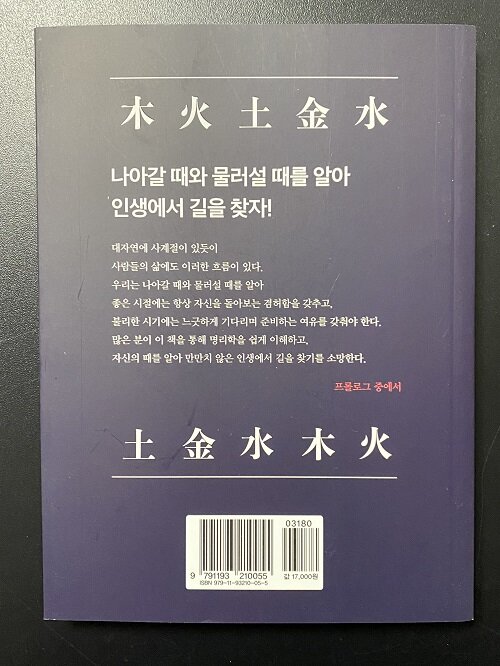 木火土金水
나아갈 때와 물러설 때를 알아
인생에서 길을 찾자!
대자연에 사계절이 있듯이
사람들의 삶에도 이러한 흐름이 있다.
우리는 나아갈 때와 물러설 때를 알아
좋은 시절에는 항상 자신을 돌아보는 겸허함을 갖추고,
불리한 시기에는 느긋하게 기다리며 준비하는 여유를 갖춰야 한다.
많은 분이 이 책을 통해 명리학을 쉽게 이해하고,
자신의 때를 알아 만만치 않은 인생에서 길을 찾기를 소망한다.
프롤로그 중에서
土金水木火
03180
9 791193 210055
ISBN 979-11-93210-05-5
값 17,000원